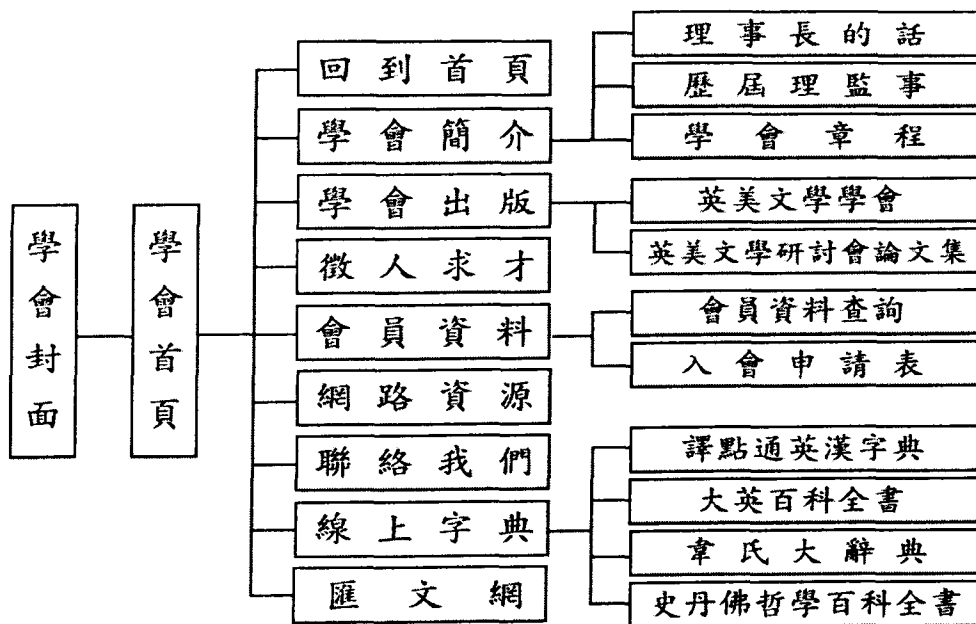 學會封面
學會首頁
回到首頁
學會簡介
理事長的話
歷屆理監事
學會章程
學會出版
英美文學學會
英美文學研討會論文集
徵人求才
會員資料
會員資料查詢
入會申請表
網路資源
聯絡我們
線上字典
譯點通英漢字典
大英百科全書
韋氏大辭典
史丹佛哲學百科全書
匯文網